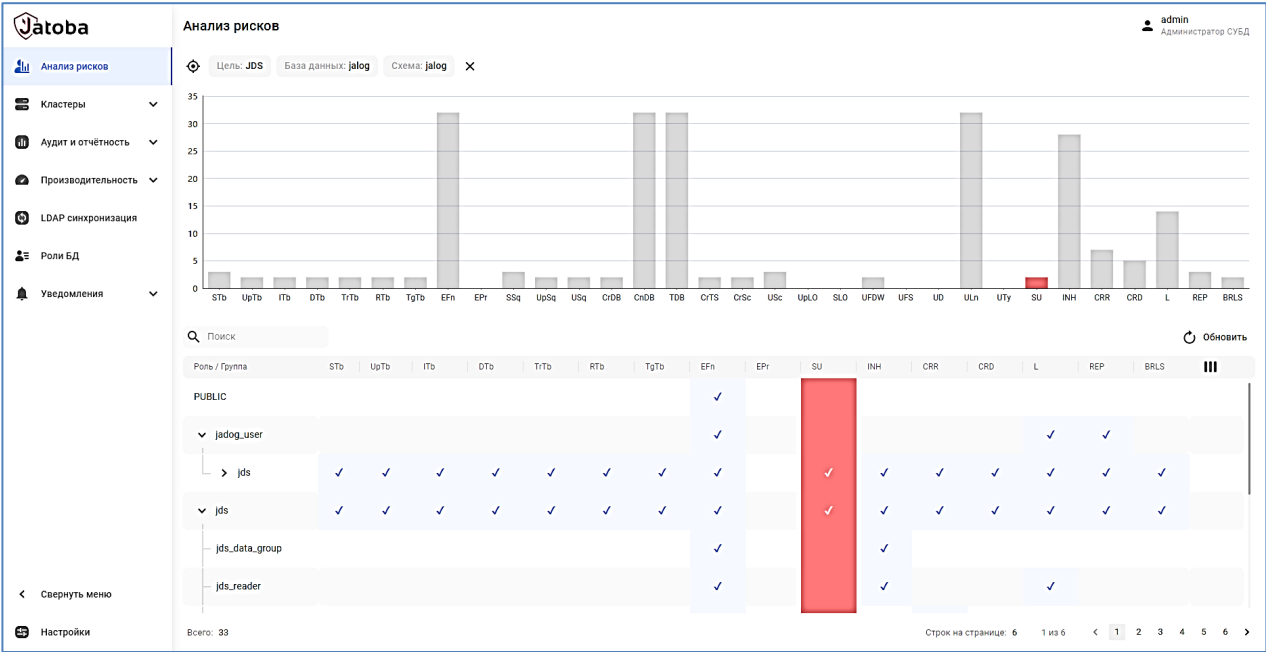 Jatoba
Анализ рисков
admin
Администратор СУБД
Анализ рисков
Кластеры
Аудит и отчётность
Производительность
LDAP синхронизация
Роли БД
Уведомления
Свернуть меню
Настройки
Цель: JDS База данных: jalog Схема: jalog
35
30
25
20
15
10
5
0
STb UpTb ITb DTb TrTb RTb TgTb EFn EPr SSq UpSq USq CrDB CnDB TDB CrTS CrSc USc UpLO SLO UFDW UFS UD ULn UTy SU INH CRR CRD L REP BRLS
Поиск
Обновить
Роль / Группа STb UpTb ITb DTb TrTb RTb TgTb EFn EPr SU INH CRR CRD L REP BRLS
PUBLIC
jadog_user
jds
jds
jds_data_group
jds_reader
Всего: 33
Строк на странице: 6 1 из 6 1 2 3 4 5 6